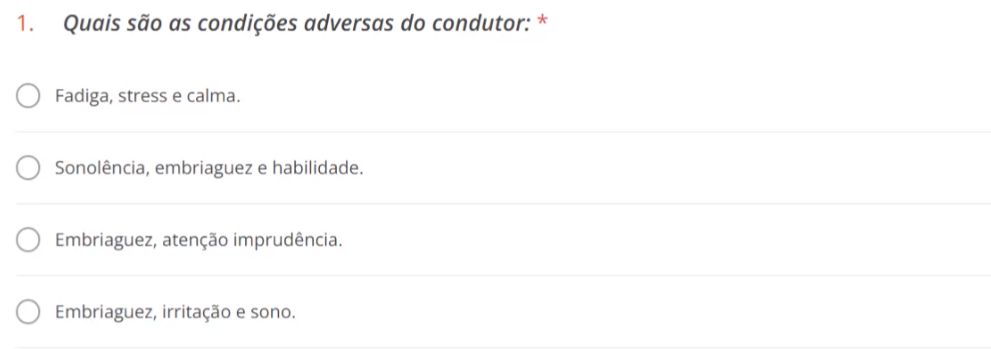 1. Quais são as condições adversas do condutor: *
Fadiga, stress e calma.
Sonolência, embriaguez e habilidade.
Embriaguez, atenção imprudência.
Embriaguez, irritação e sono.